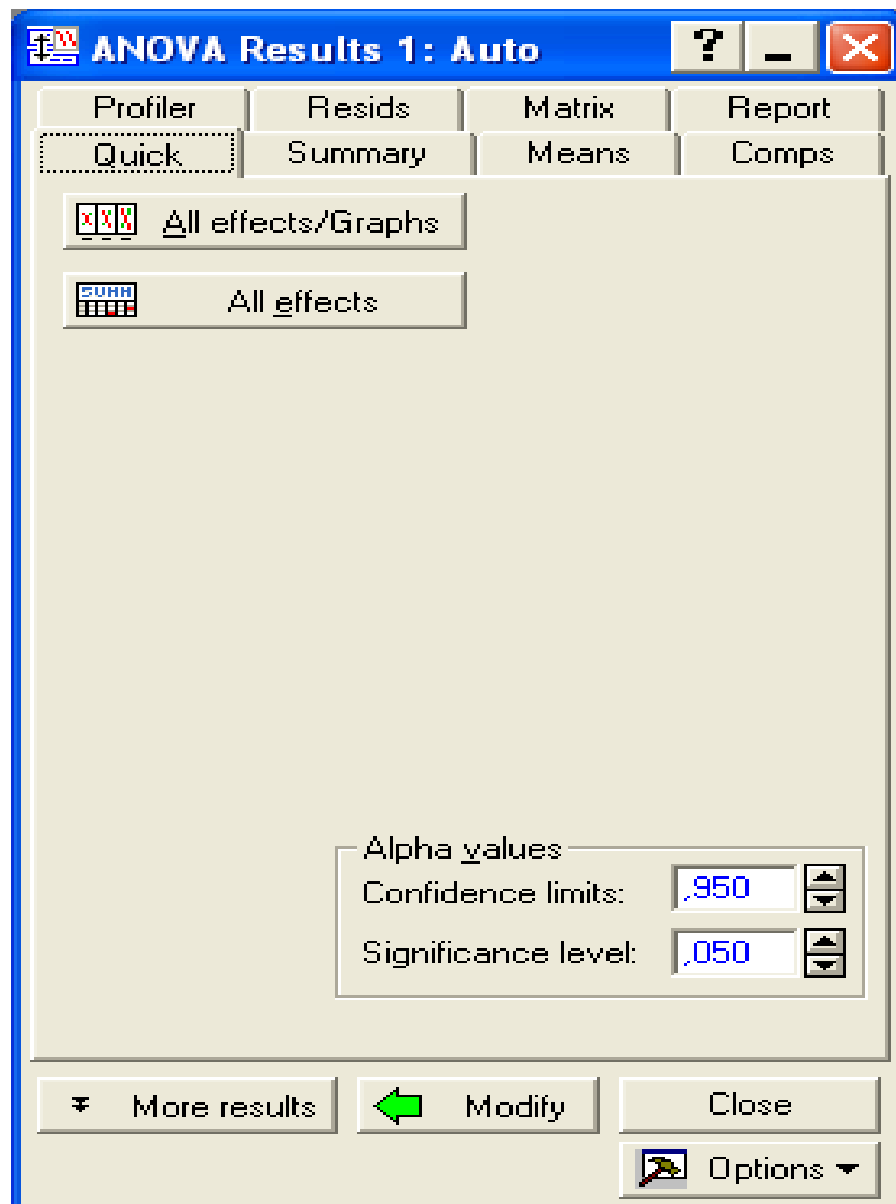 ANOVA Results 1: Auto ?
Profiler Resids Matrix Report
Quick Summary Means Comps
All effects/Graphs
SUMM All effects
Alpha values
Confidence limits: ,950
Significance level: ,050
More results Modify Close
Options